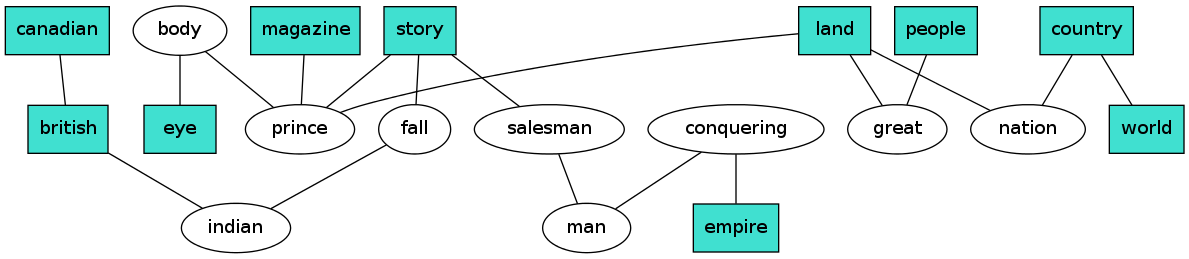 canadian body magazine story land people country
british eye prince fall salesman conquering great nation world
indian man empire